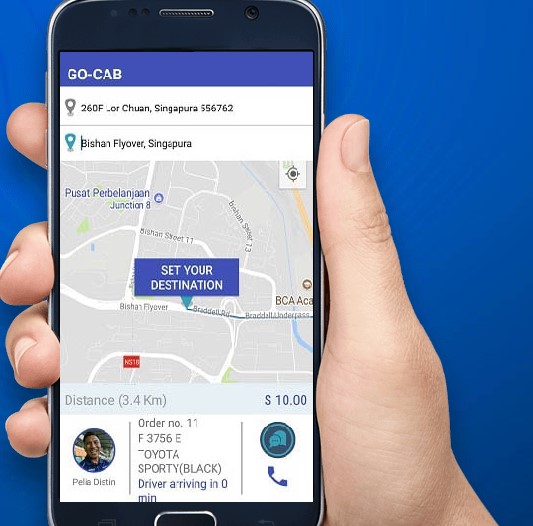 GO-CAB
260F Lor Chuan, Singapura 556762
Bishan Flyover, Singapura
Pusat Perbelanjaan
Junction 8
Bishan Street 11
Bishan Street 13
SET YOUR
DESTINATION
BCA Aca
Bishan Flyover
Braddell Rd
Braddell Underpass
NS18
Distance (3.4 Km)
$ 10.00
Order no. 11
F 3756 E
TOYOTA
SPORTY(BLACK)
Driver arriving in 0
min
Pelia Distin